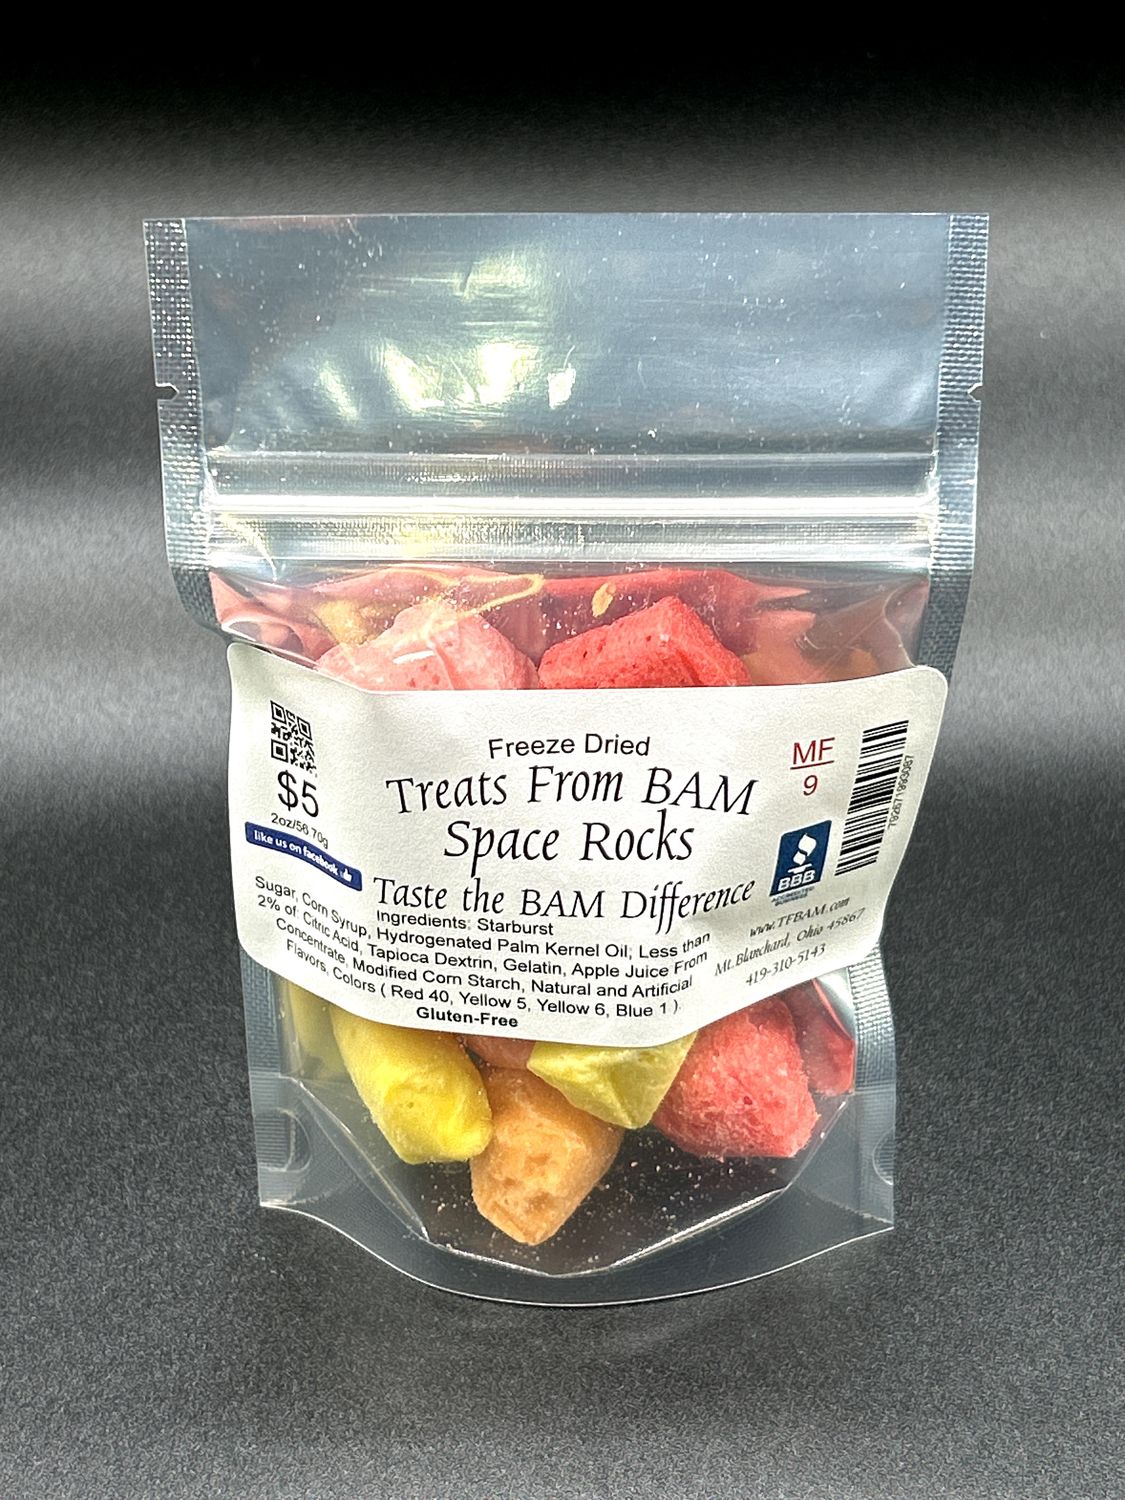 $5
2oz/56.70g
like us on facebook
Freeze Dried
Treats From BAM
Space Rocks
Taste the BAM Difference
Ingredients: Starburst
Sugar, Corn Syrup, Hydrogenated Palm Kernel Oil; Less than
2% of: Citric Acid, Tapioca Dextrin, Gelatin, Apple Juice From
Concentrate, Modified Corn Starch, Natural and Artificial
Flavors, Colors ( Red 40, Yellow 5, Yellow 6, Blue 1 ).
Gluten-Free
MF
9
BBB
ACCREDITED
BUSINESS
www.TFBAM.com
Mt.Blanchard, Ohio 45867
419-310-5143